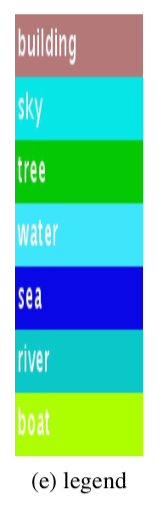 building
sky
tree
water
sea
river
boat
(e) legend